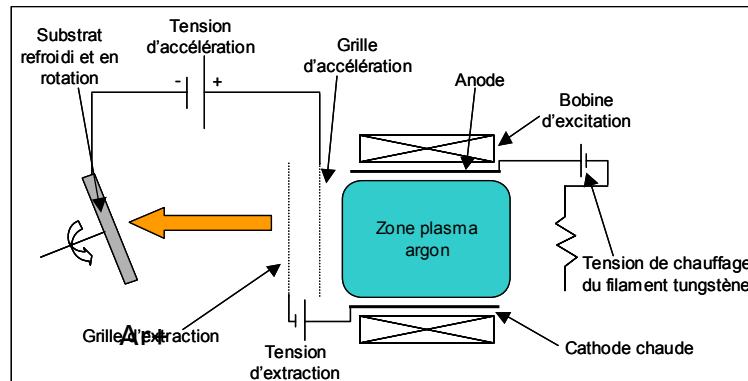 Tension
d'accélération
Substrat
refroidi et en
rotation
Grille
d'accélération
Anode
Bobine
d'excitation
- +
Zone plasma
argon
Tension de chauffage
du filament tungstène
Grille d'extraction
Ar+
Tension
d'extraction
Cathode chaude